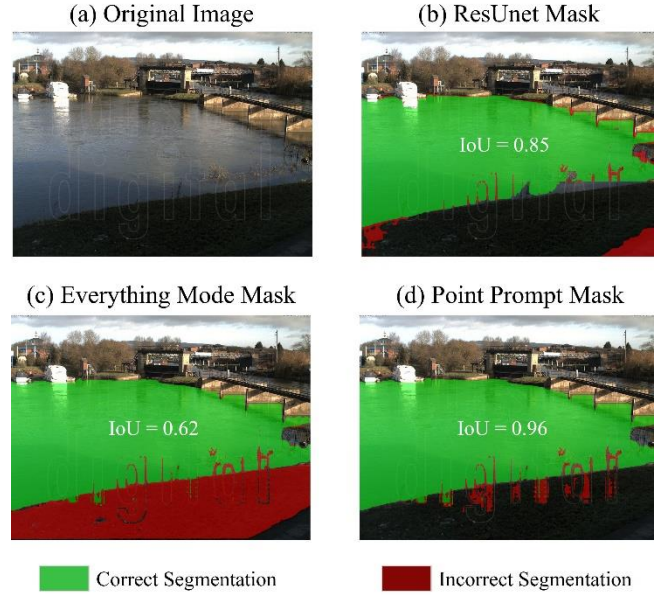 (a) Original Image
(b) ResUnet Mask
digital
IoU = 0.85
(c) Everything Mode Mask
(d) Point Prompt Mask
IoU = 0.62
IoU = 0.96
Correct Segmentation
Incorrect Segmentation